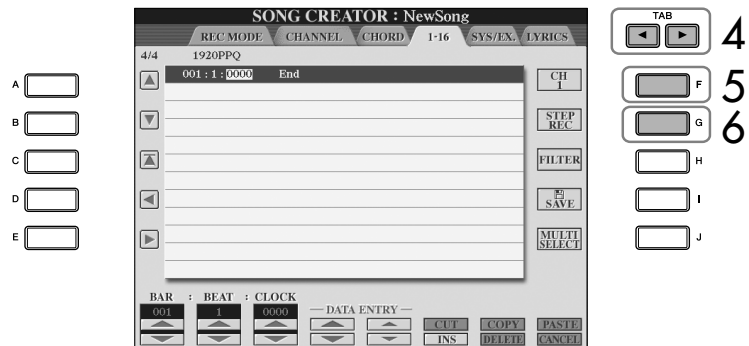 SONG CREATOR : NewSong
REC MODE CHANNEL CHORD 1-16 SYS/EX. LYRICS
4/4 1920PPQ
001 : 1 : 0000 End
CH
1
STEP
REC
FILTER
SAVE
MULTI
SELECT
BAR : BEAT : CLOCK
001 1 0000
DATA ENTRY
CUT COPY PASTE
INS DELETE CANCEL
A
B
C
D
E
TAB
4
F
5
G
6
H
I
J